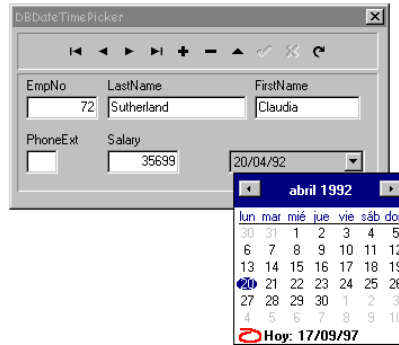 DBDateTimePicker
EmpNo LastName FirstName
72 Sutherland Claudia
PhoneExt Salary
35699 20/04/92
abril 1992
lun mar mié jue vie sáb dom
30 31 1 2 3 4 5
6 7 8 9 10 11 12
13 14 15 16 17 18 19
20 21 22 23 24 25 26
27 28 29 30 1 2 3
4 5 6 7 8 9 10
Hoy: 17/09/97